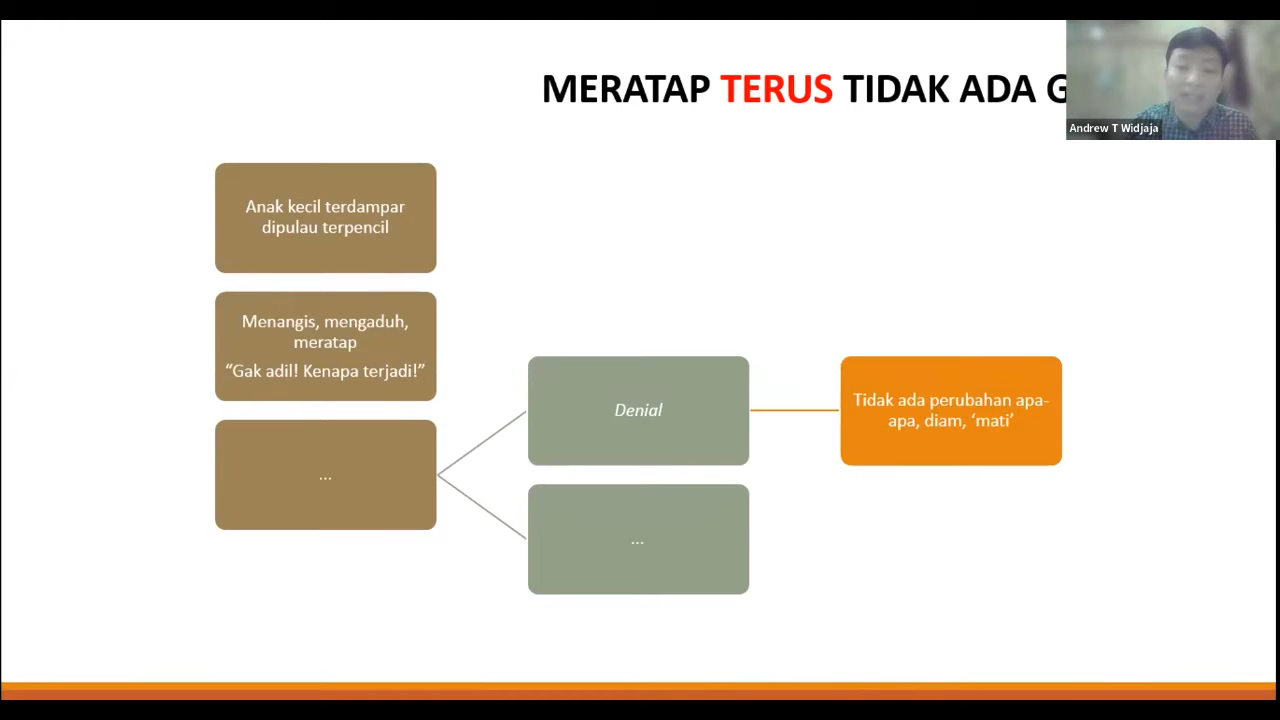 MERATAP TERUS TIDAK ADA
Andrew T Widjaja
Anak kecil terdampar
dipulau terpencil
Menangis, mengaduh,
meratap
“Gak adil! Kenapa terjadi!”
...
Denial
...
Tidak ada perubahan apa-
apa, diam, ‘mati’